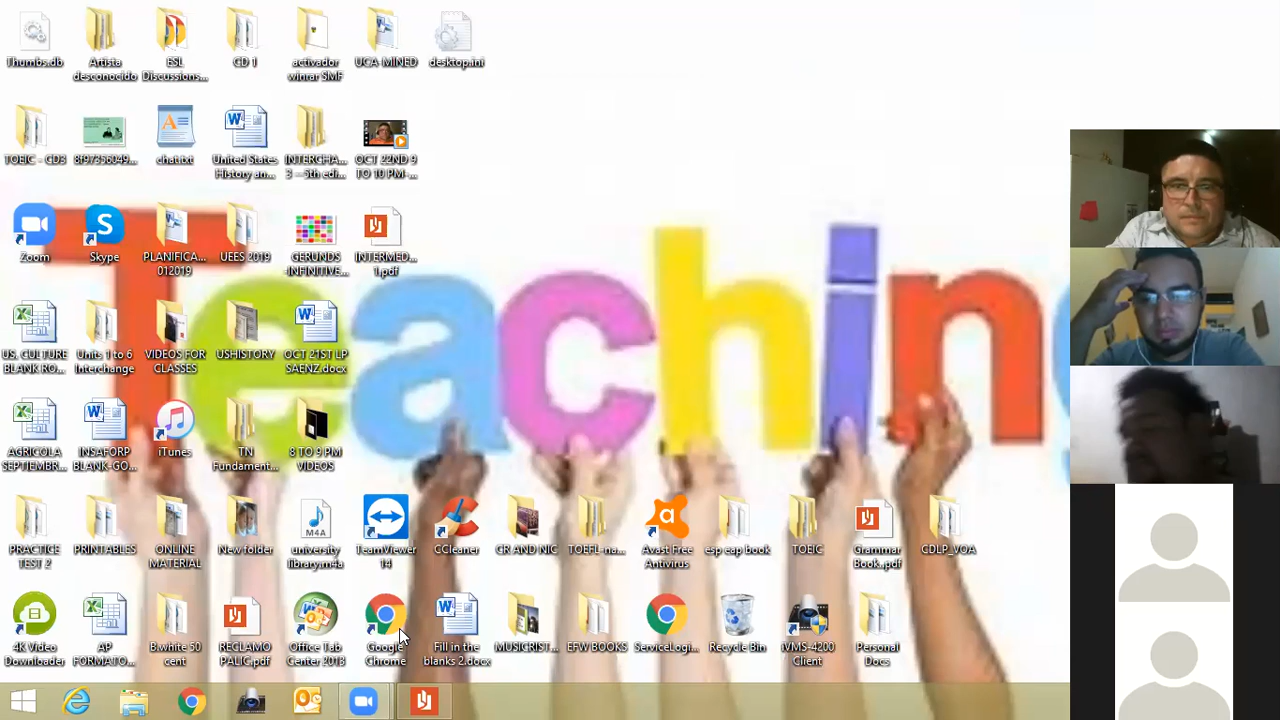 Thumbs.db
Artista
desconocido
ESL
Discussions...
CD 1
activador
winrar SMF
UCA-MINED
desktop.ini
TOEIC - CD3
8f97356049...
chat.txt
United States
History an...
INTERCHA...
3 --5th edi...
OCT 22ND 9
TO 10 PM-...
Zoom
Skype
PLANIFICA...
012019
UEES 2019
GERUNDS
-INFINITIVE...
INTERMED...
1.pdf
US. CULTURE
BLANK RO...
Units 1 to 6
Interchange
VIDEOS FOR
CLASSES
USHISTORY
OCT 21ST LP
SAENZ.docx
AGRICOLA
SEPTIEMBR...
INSAFORP
BLANK-GO...
iTunes
TN
Fundament...
8 TO 9 PM
VIDEOS
PRACTICE
TEST 2
PRINTABLES
ONLINE
MATERIAL
New folder
university
library.m4a
TeamViewer
14
CCleaner
CR AND NIC
TOEFL-na...
Avast Free
Antivirus
esp cap book
TOEIC
Grammar
Book..pdf
CDLP_VOA
4K Video
Downloader
AP
FORMATO...
B.white 50
cent
RECLAMO
PALIG.pdf
Office Tab
Center 2013
Google
Chrome
Fill in the
blanks 2.docx
MUSICRIST...
EFW BOOKS
ServiceLogi...
Recycle Bin
iVMS-4200
Client
Personal
Docs
Teaching